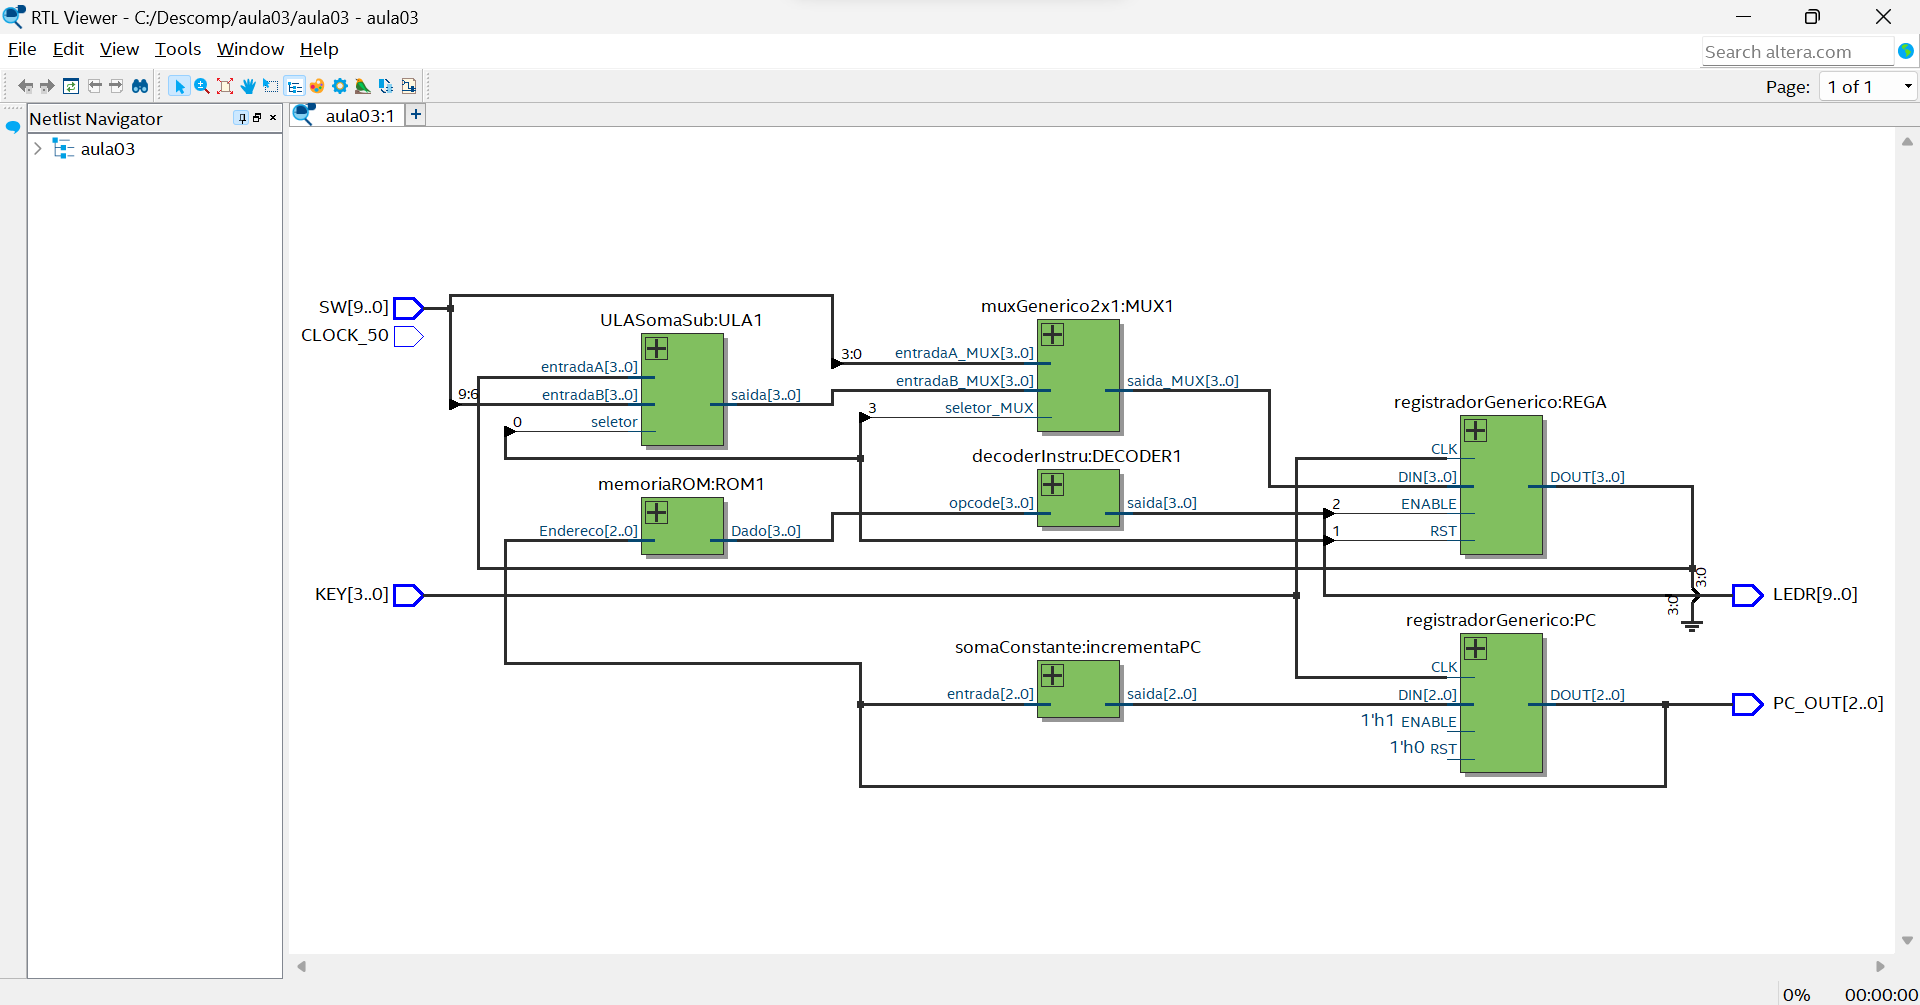 RTL Viewer - C:/Descomp/aula03/aula03 - aula03
File Edit View Tools Window Help
Search altera.com
Page: 1 of 1
Netlist Navigator
aula03:1
aula03
SW[9..0]
CLOCK_50
KEY[3..0]
ULASomaSub:ULA1
entradaA[3..0]
9:6 entradaB[3..0]
saida[3..0]
0 seletor
memoriaROM:ROM1
Endereco[2..0]
Dado[3..0]
muxGenerico2x1:MUX1
3:0 entradaA_MUX[3..0]
entradaB_MUX[3..0]
saida_MUX[3..0]
3 seletor_MUX
decoderInstru:DECODER1
opcode[3..0]
saida[3..0]
somaConstante:incrementaPC
entrada[2..0]
saida[2..0]
registradorGenerico:REGA
CLK
DIN[3..0]
DOUT[3..0]
2 ENABLE
1 RST
3:0
3:0
LEDR[9..0]
registradorGenerico:PC
CLK
DIN[2..0]
DOUT[2..0]
1'h1 ENABLE
1'h0 RST
PC_OUT[2..0]
0% 00:00:00